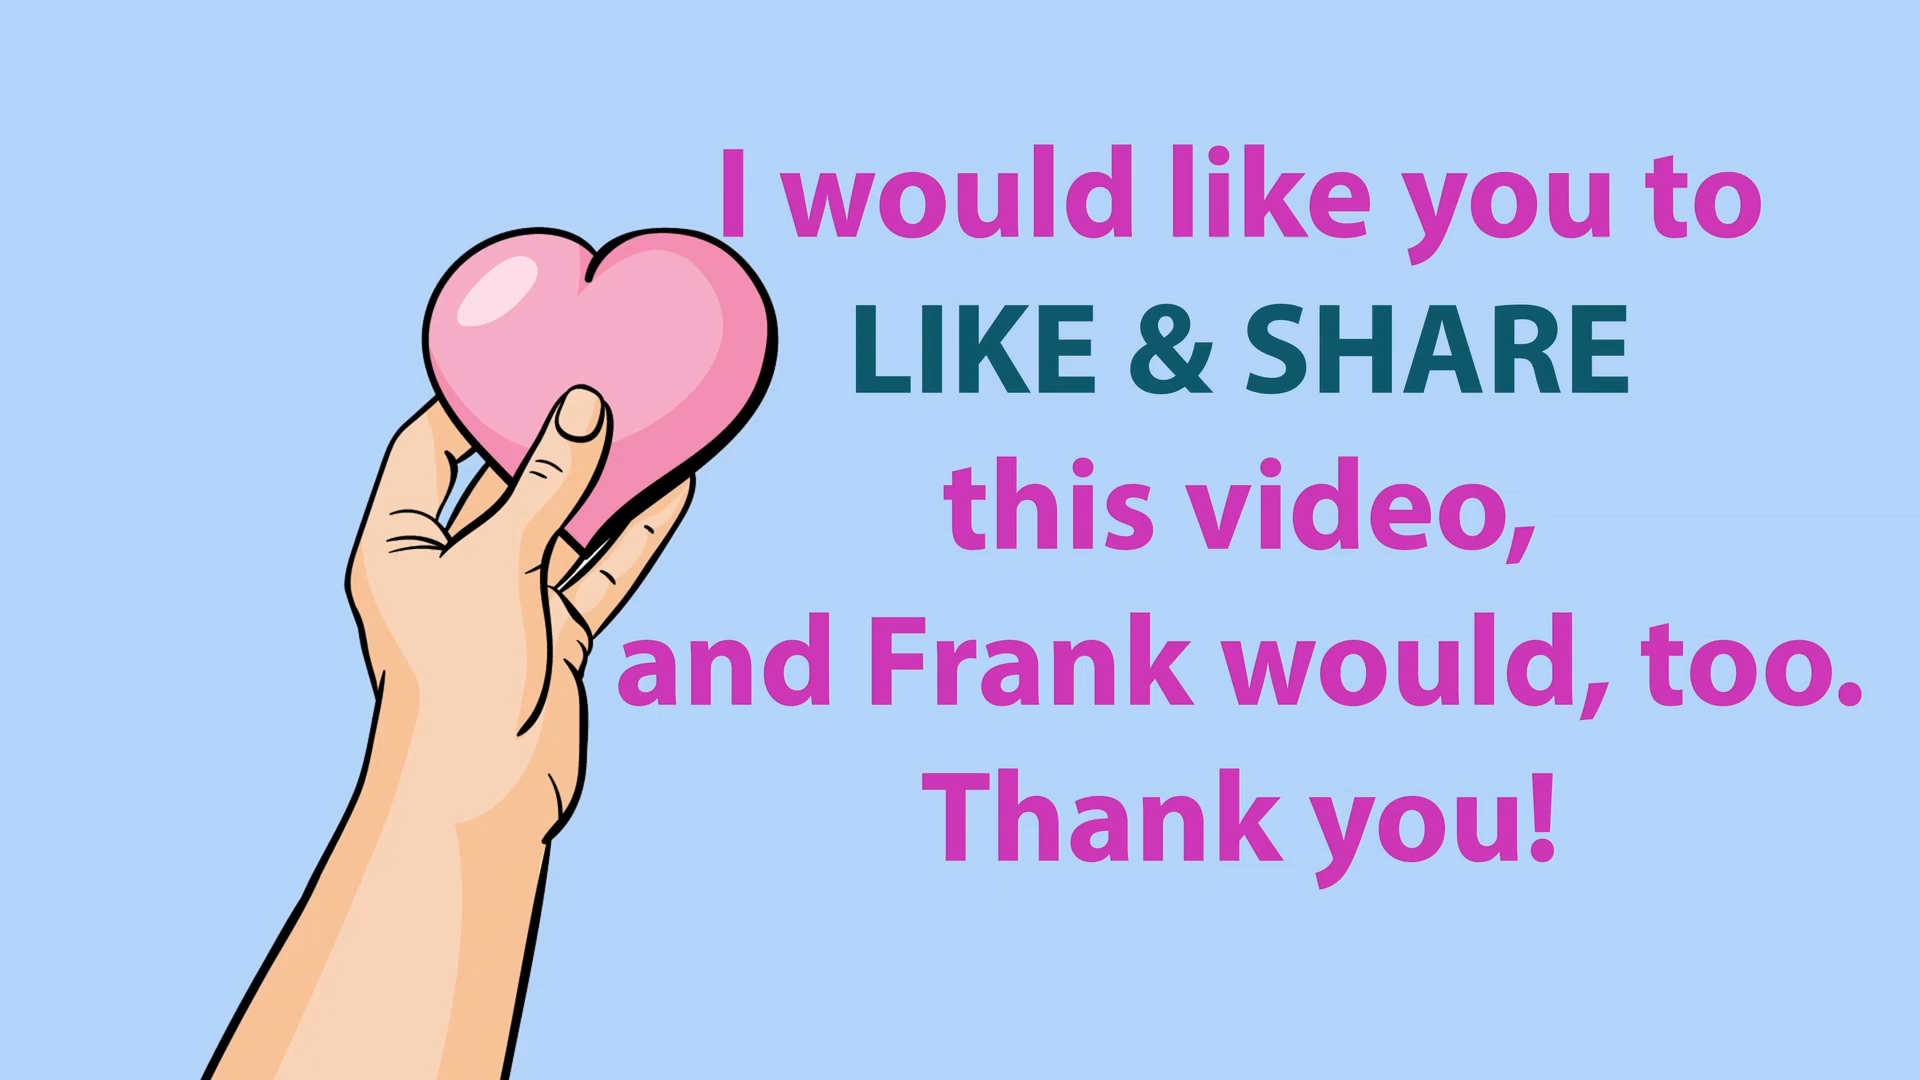 I would like you to
LIKE & SHARE
this video,
and Frank would, too.
Thank you!